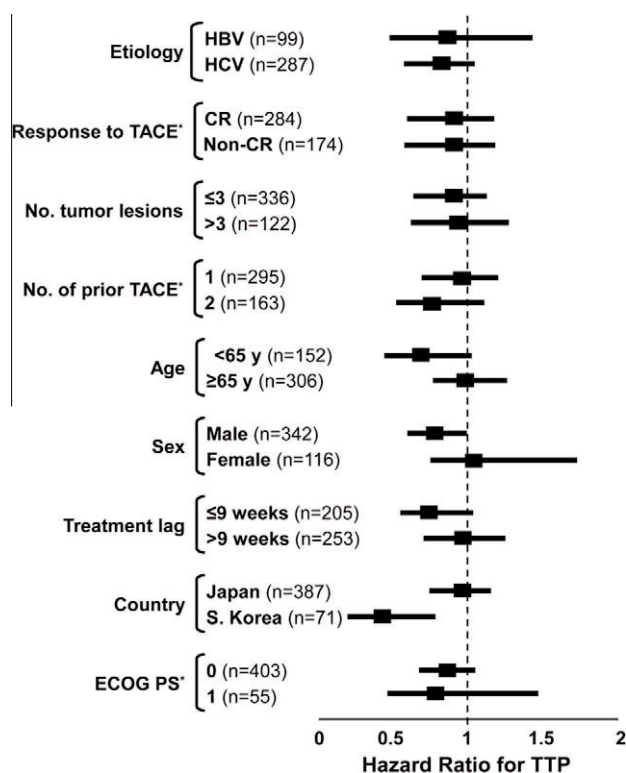 HBV (n=99)
Etiology
HCV (n=287)
CR (n=284)
Response to TACE*
Non-CR (n=174)
≤3 (n=336)
No. tumor lesions
>3 (n=122)
1 (n=295)
No. of prior TACE*
2 (n=163)
<65 y (n=152)
Age
≥65 y (n=306)
Male (n=342)
Sex
Female (n=116)
≤9 weeks (n=205)
Treatment lag
>9 weeks (n=253)
Japan (n=387)
Country
S. Korea (n=71)
0 (n=403)
ECOG PS*
1 (n=55)
0 0.5 1 1.5 2
Hazard Ratio for TTP